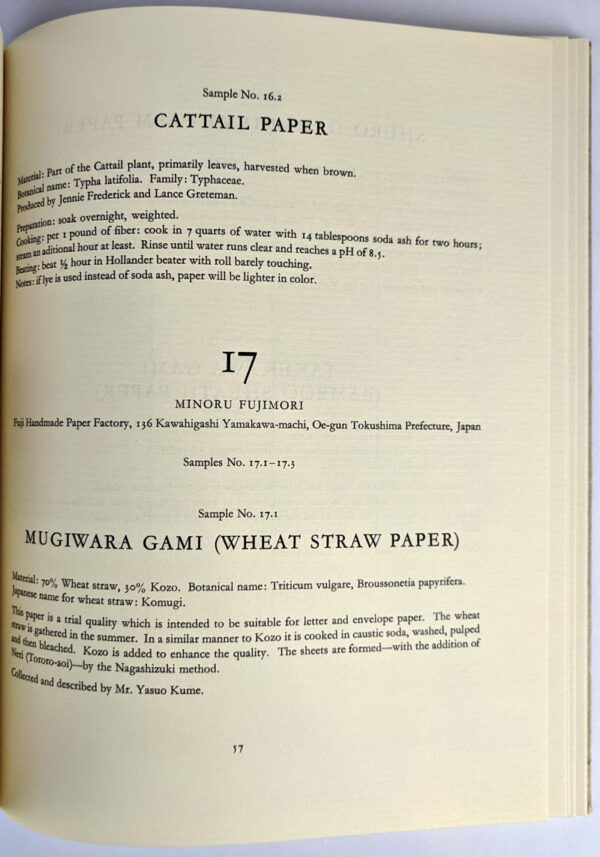 Sample No. 16.2
CATTAIL PAPER
Material: Part of the Cattail plant, primarily leaves, harvested when brown.
Botanical name: Typha latifolia. Family: Typhaceae.
Produced by Jennie Frederick and Lance Greteman.
Preparation: soak overnight, weighted.
Cooking: per 1 pound of fiber: cook in 7 quarts of water with 14 tablespoons soda ash for two hours;
steam an aditional hour at least. Rinse until water runs clear and reaches a pH of 8.5.
Beating: beat ½ hour in Hollander beater with roll barely touching.
Notes: if lye is used instead of soda ash, paper will be lighter in color.
17
MINORU FUJIMORI
Fuji Handmade Paper Factory, 136 Kawahigashi Yamakawa-machi, Oe-gun Tokushima Prefecture, Japan
Samples No. 17.1–17.3
Sample No. 17.1
MUGIWARA GAMI (WHEAT STRAW PAPER)
Material: 70% Wheat straw, 30% Kozo. Botanical name: Triticum vulgare, Broussonetia papyrifera.
Japanese name for wheat straw: Komugi.
This paper is a trial quality which is intended to be suitable for letter and envelope paper. The wheat
straw is gathered in the summer. In a similar manner to Kozo it is cooked in caustic soda, washed, pulped
and then bleached. Kozo is added to enhance the quality. The sheets are formed—with the addition of
Neri (Tororo-aoi)—by the Nagashizuki method.
Collected and described by Mr. Yasuo Kume.
57